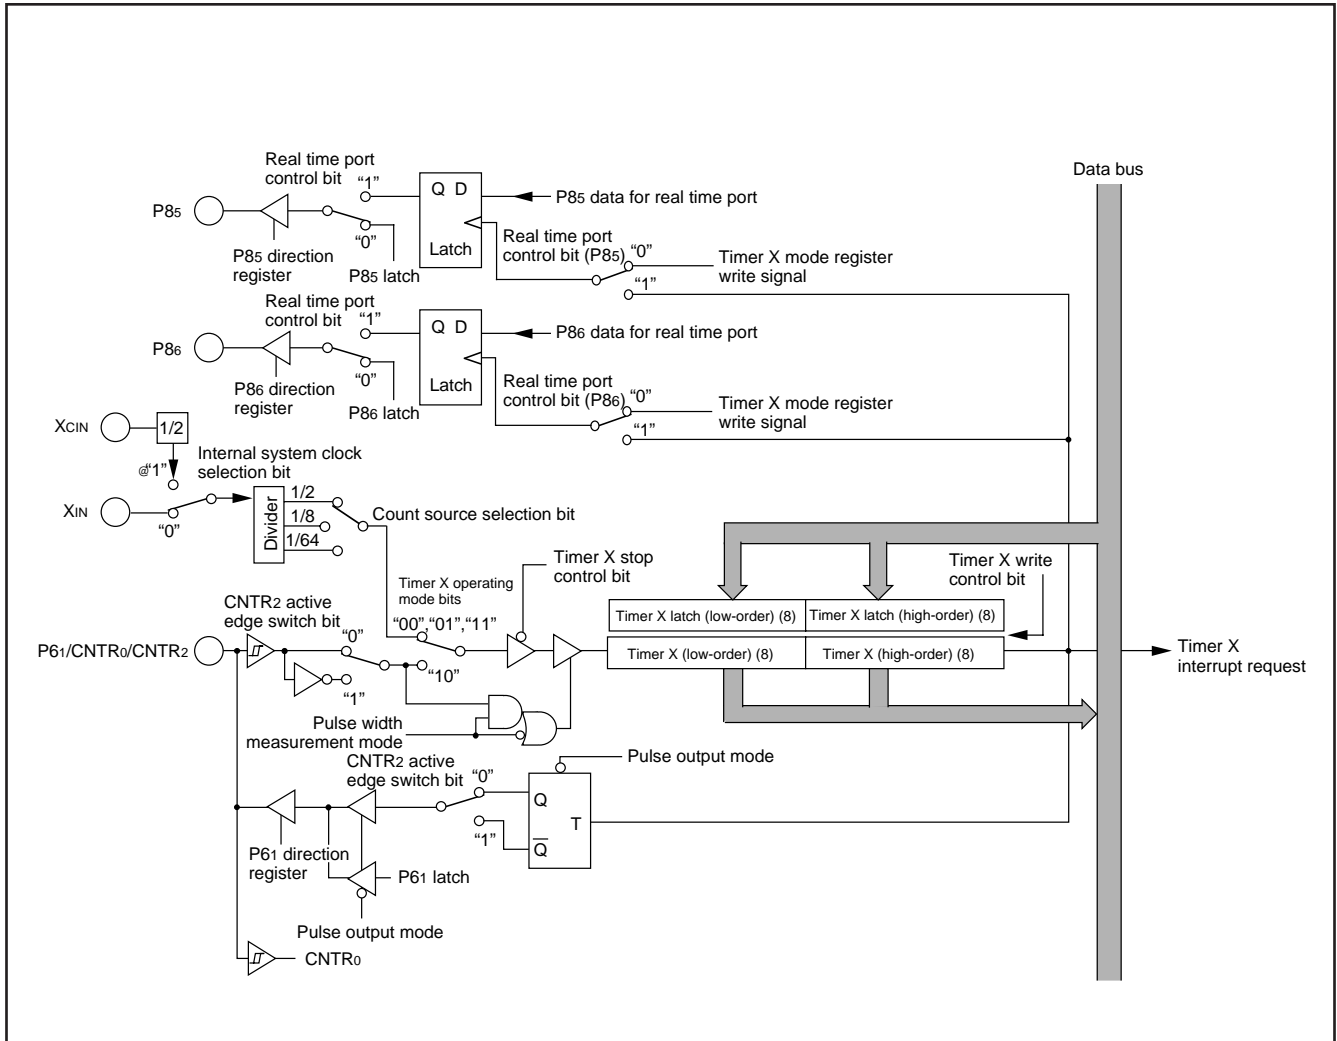 Real time port
control bit "1"
Q D
P85 data for real time port
Data bus
P85
"0"
Latch
P85 direction
register
P85 latch
Real time port
control bit (P85) "0"
"1"
Timer X mode register
write signal
Real time port
control bit "1"
Q D
P86 data for real time port
P86
"0"
Latch
P86 direction
register
P86 latch
Real time port
control bit (P86) "0"
"1"
Timer X mode register
write signal
XCIN
1/2
@"1"
Internal system clock
selection bit
XIN
"0"
Divider
1/2
1/8
1/64
Count source selection bit
Timer X stop
control bit
Timer X write
control bit
Timer X operating
mode bits
"00","01","11"
Timer X latch (low-order) (8)
Timer X latch (high-order) (8)
CNTR2 active
edge switch bit
P61/CNTR0/CNTR2
"0"
"1"
"10"
Timer X (low-order) (8)
Timer X (high-order) (8)
Timer X
interrupt request
Pulse width
measurement mode
CNTR2 active
edge switch bit
"0"
"1"
Pulse output mode
Q
T
Q̅
P61 direction
register
P61 latch
Pulse output mode
CNTR0